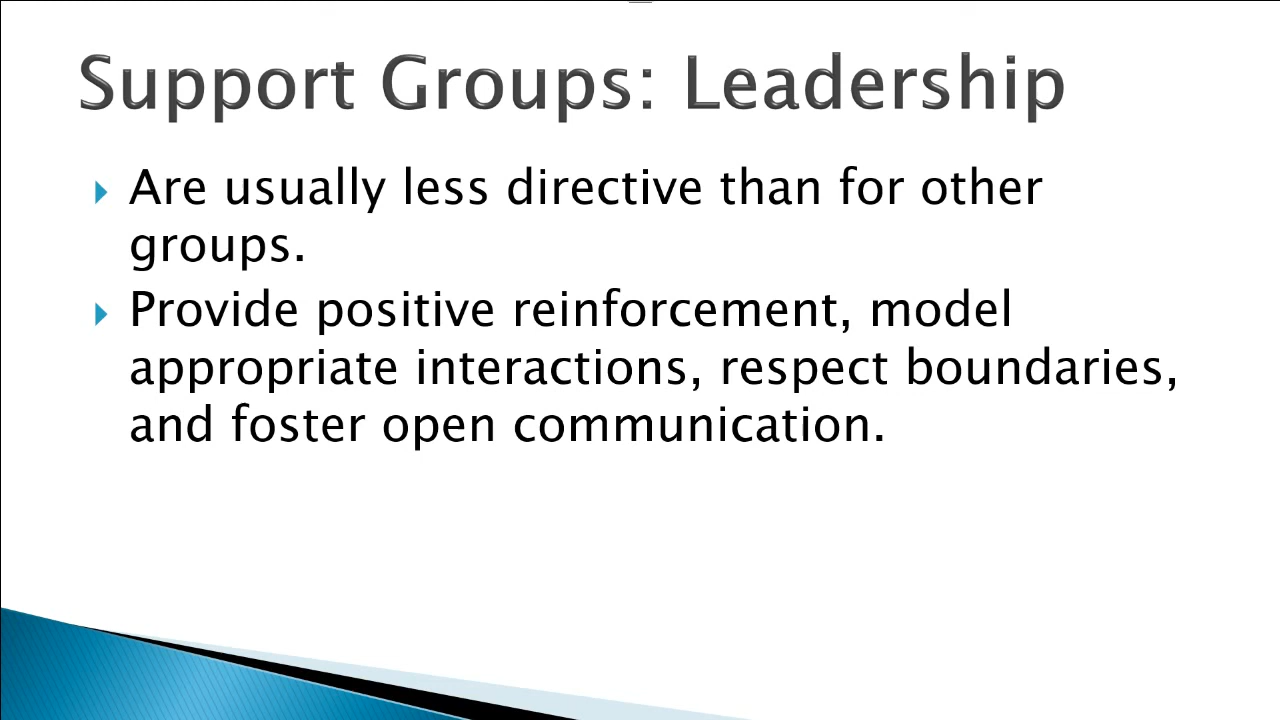 Support Groups: Leadership
Are usually less directive than for other
groups.
Provide positive reinforcement, model
appropriate interactions, respect boundaries,
and foster open communication.